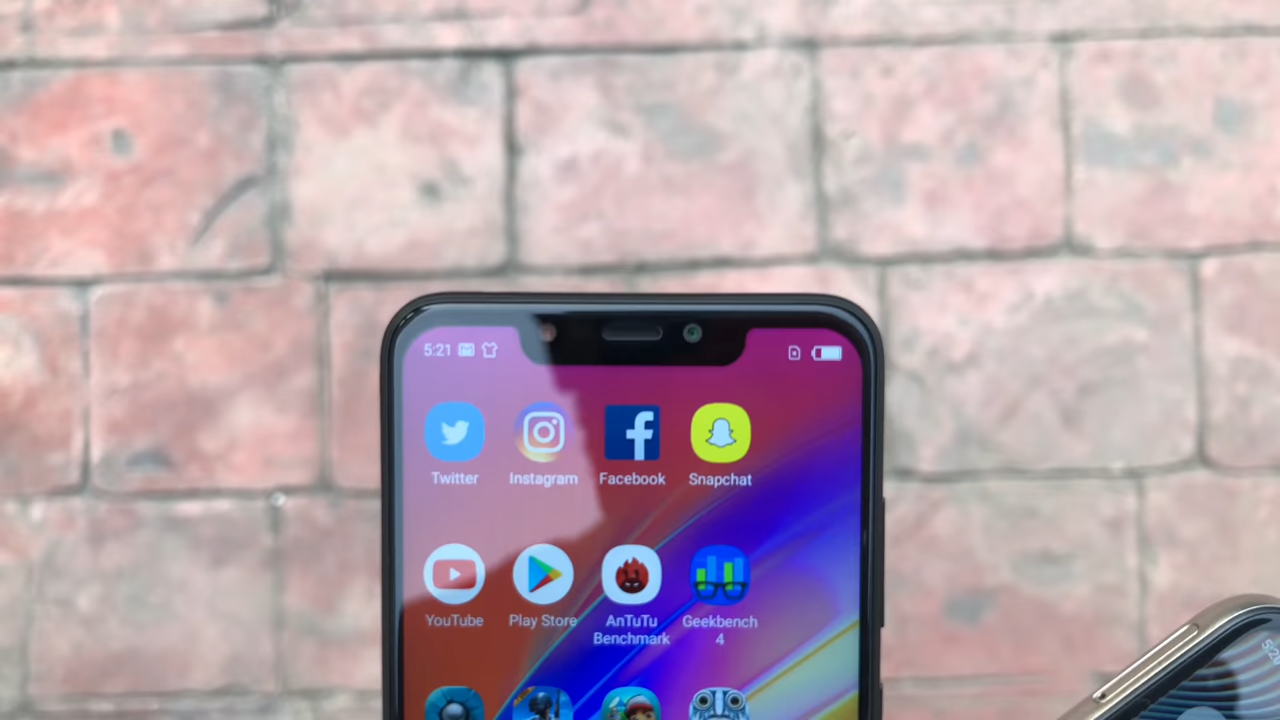 5:21
Twitter Instagram Facebook Snapchat
YouTube Play Store AnTuTu Benchmark Geekbench 4